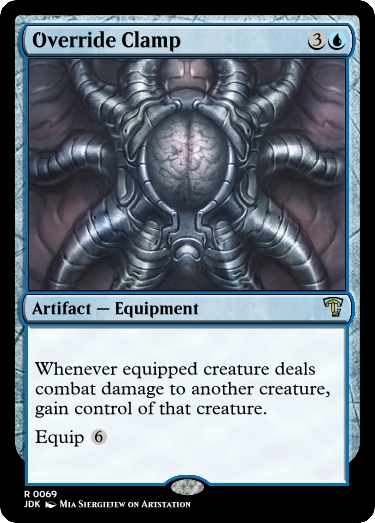 Override Clamp 3
Artifact — Equipment
Whenever equipped creature deals
combat damage to another creature,
gain control of that creature.
Equip 6
R 0069
JDK Mia Siergiejew on Artstation